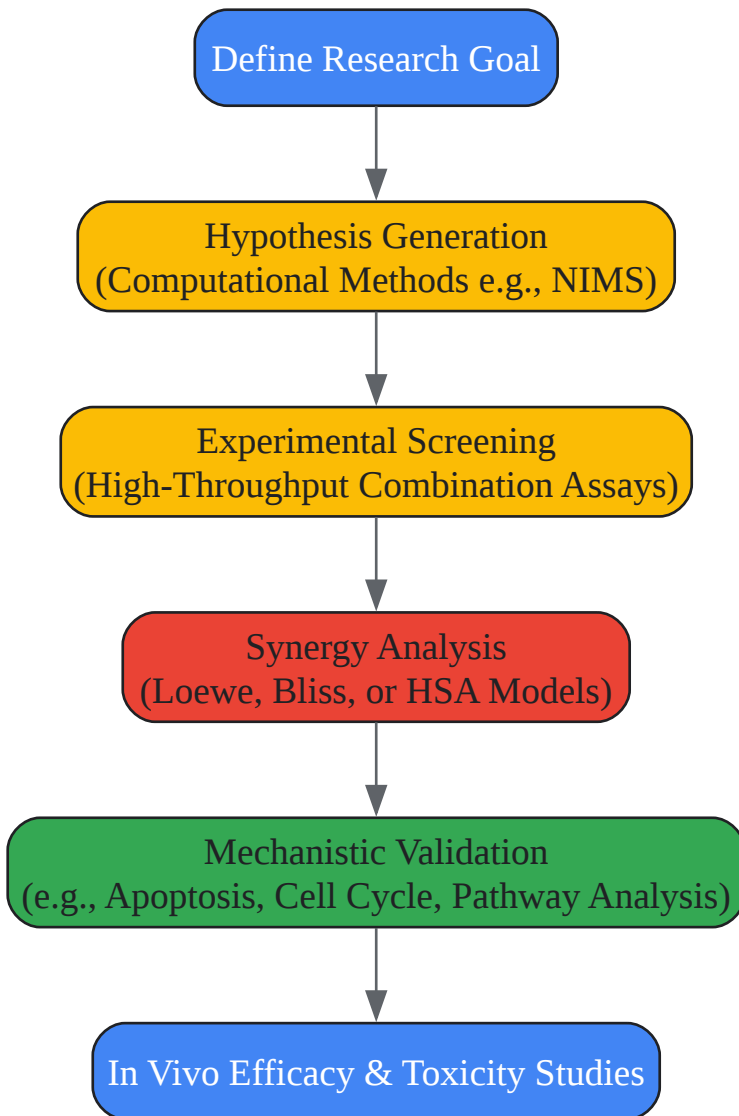 Define Research Goal
Hypothesis Generation
(Computational Methods e.g., NIMS)
Experimental Screening
(High-Throughput Combination Assays)
Synergy Analysis
(Loewe, Bliss, or HSA Models)
Mechanistic Validation
(e.g., Apoptosis, Cell Cycle, Pathway Analysis)
In Vivo Efficacy & Toxicity Studies